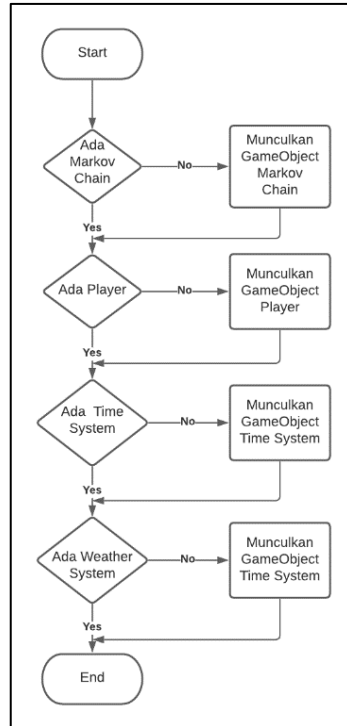 Start
Ada
Markov
Chain
No
Munculkan
GameObject
Markov
Chain
Yes
Ada Player
No
Munculkan
GameObject
Player
Yes
Ada Time
System
No
Munculkan
GameObject
Time System
Yes
Ada Weather
System
No
Munculkan
GameObject
Time System
Yes
End